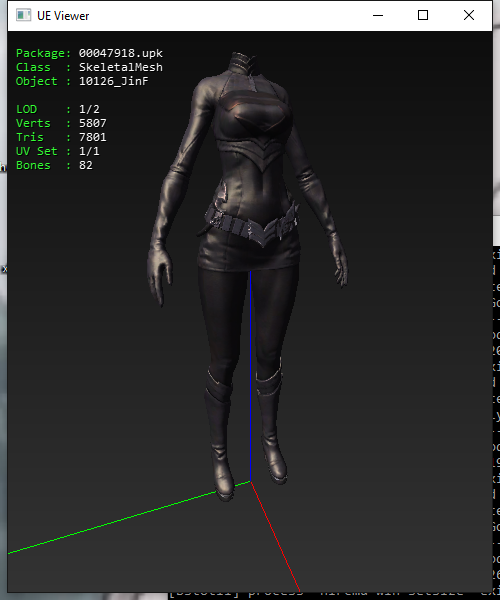 UE Viewer
Package: 00047918.upk
Class : SkeletalMesh
Object : 10126_JinF
LOD : 1/2
Verts : 5807
Tris : 7801
UV Set : 1/1
Bones : 82